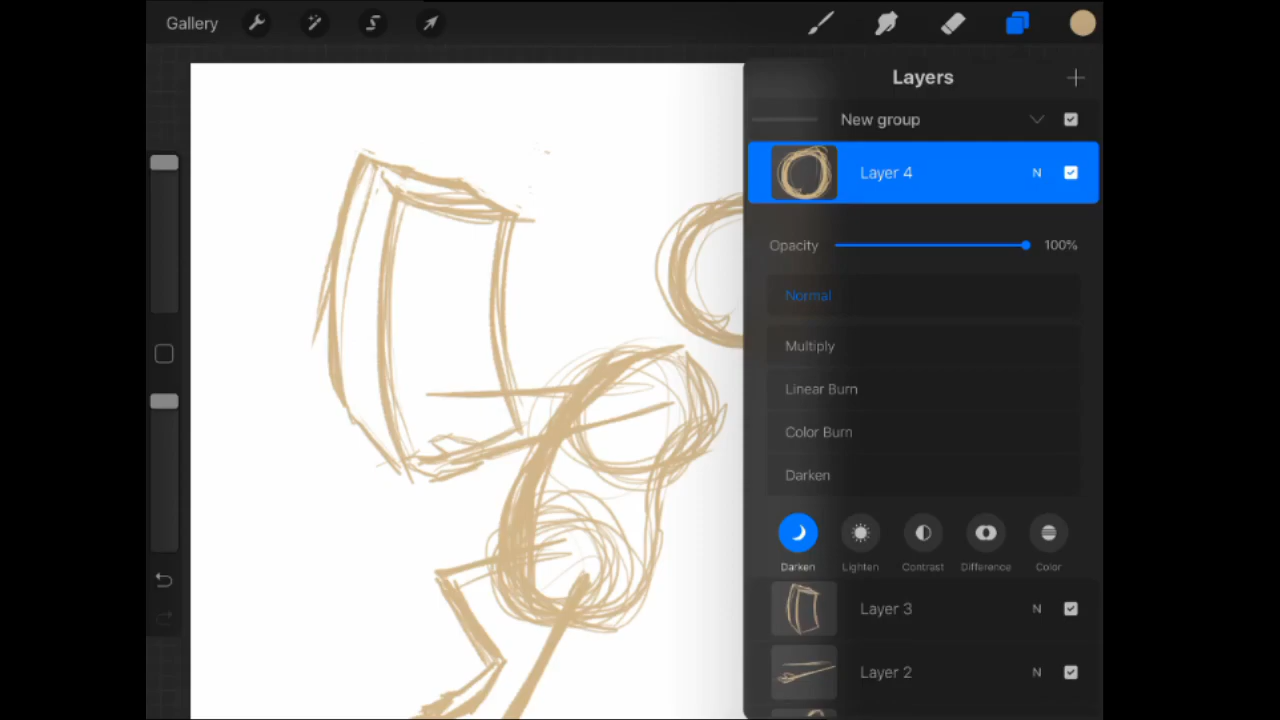 Gallery
Layers
New group
Layer 4 N
Opacity 100%
Normal
Multiply
Linear Burn
Color Burn
Darken
Darken Lighten Contrast Difference Color
Layer 3 N
Layer 2 N